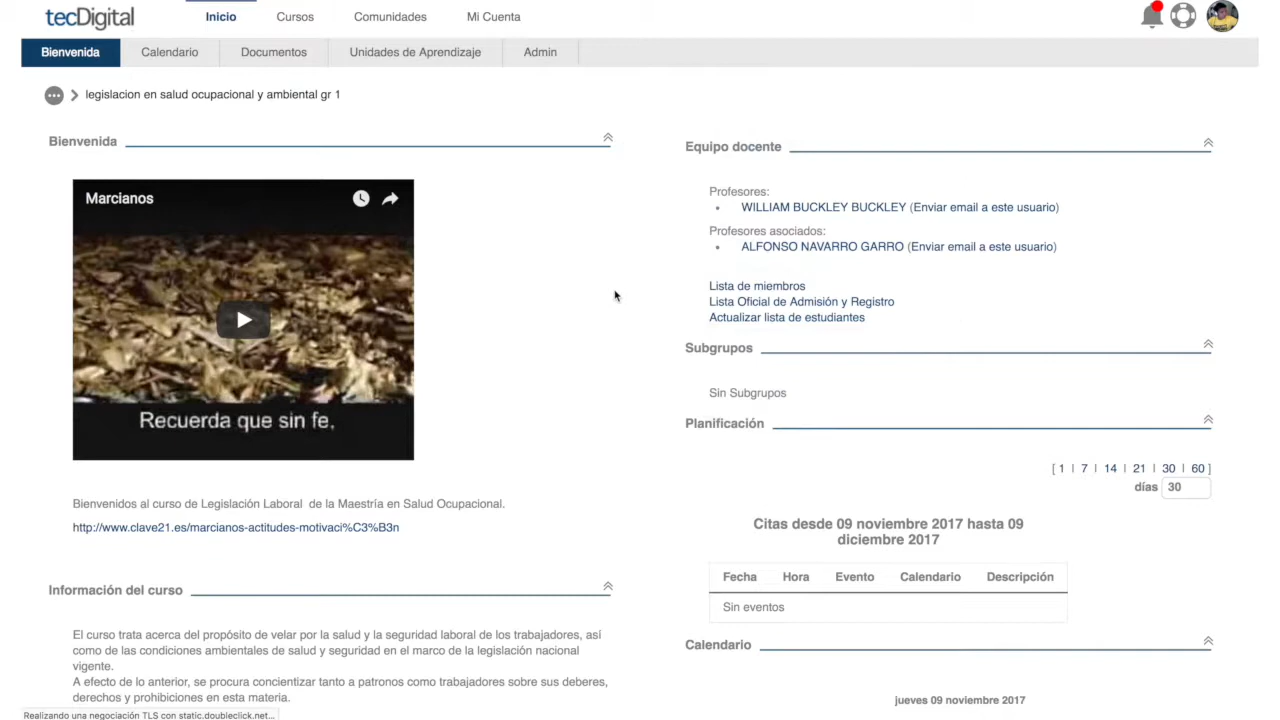 tecDigital
Inicio
Cursos
Comunidades
Mi Cuenta
Bienvenida
Calendario
Documentos
Unidades de Aprendizaje
Admin
legislacion en salud ocupacional y ambiental gr 1
Bienvenida
Marcianos
Recuerda que sin fe,
Bienvenidos al curso de Legislación Laboral de la Maestría en Salud Ocupacional.
http://www.clave21.es/marcianos-actitudes-motivaci%C3%B3n
Información del curso
El curso trata acerca del propósito de velar por la salud y la seguridad laboral de los trabajadores, así
como de las condiciones ambientales de salud y seguridad en el marco de la legislación nacional
vigente.
A efecto de lo anterior, se procura concientizar tanto a patronos como trabajadores sobre sus deberes,
derechos y prohibiciones en esta materia.
Realizando una negociación TLS con static.doubleclick.net...
Equipo docente
Profesores:
• WILLIAM BUCKLEY BUCKLEY (Enviar email a este usuario)
Profesores asociados:
• ALFONSO NAVARRO GARRO (Enviar email a este usuario)
Lista de miembros
Lista Oficial de Admisión y Registro
Actualizar lista de estudiantes
Subgrupos
Sin Subgrupos
Planificación
[ 1 | 7 | 14 | 21 | 30 | 60 ]
días 30
Citas desde 09 noviembre 2017 hasta 09
diciembre 2017
Fecha Hora Evento Calendario Descripción
Sin eventos
Calendario
jueves 09 noviembre 2017